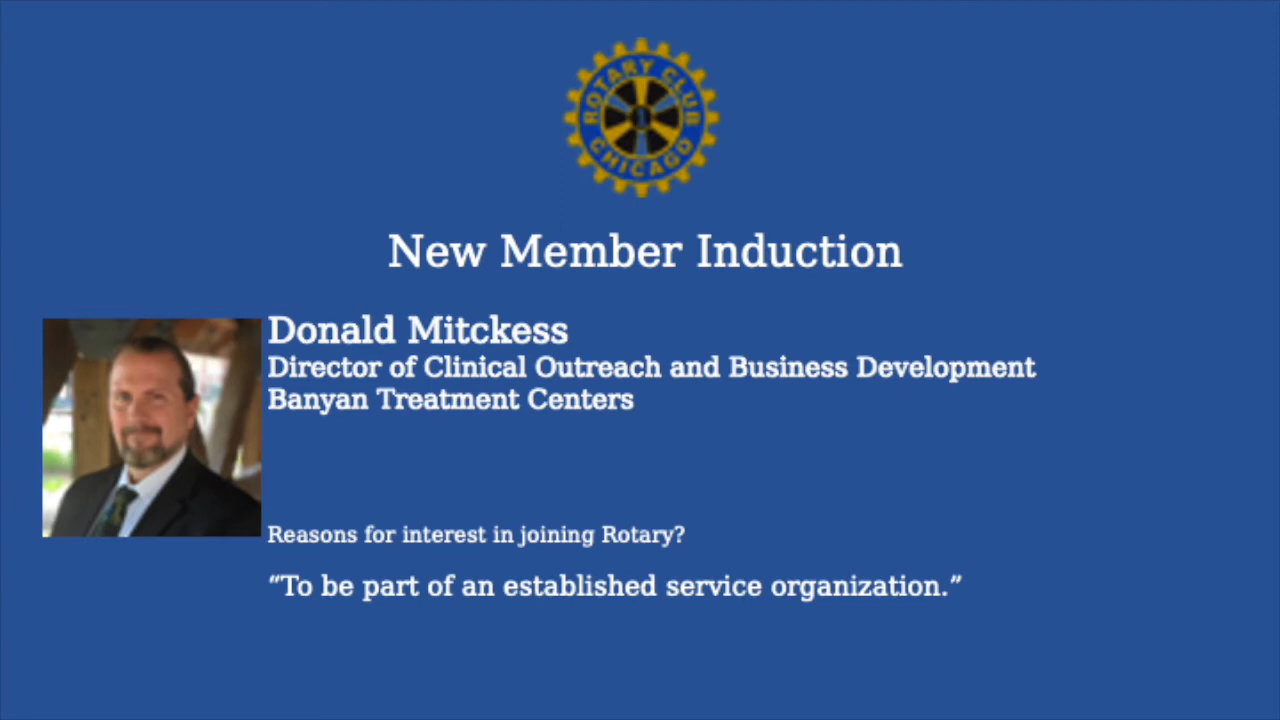 ROTARY CLUB
CHICAGO
1
New Member Induction
Donald Mitckess
Director of Clinical Outreach and Business Development
Banyan Treatment Centers
Reasons for interest in joining Rotary?
“To be part of an established service organization.”